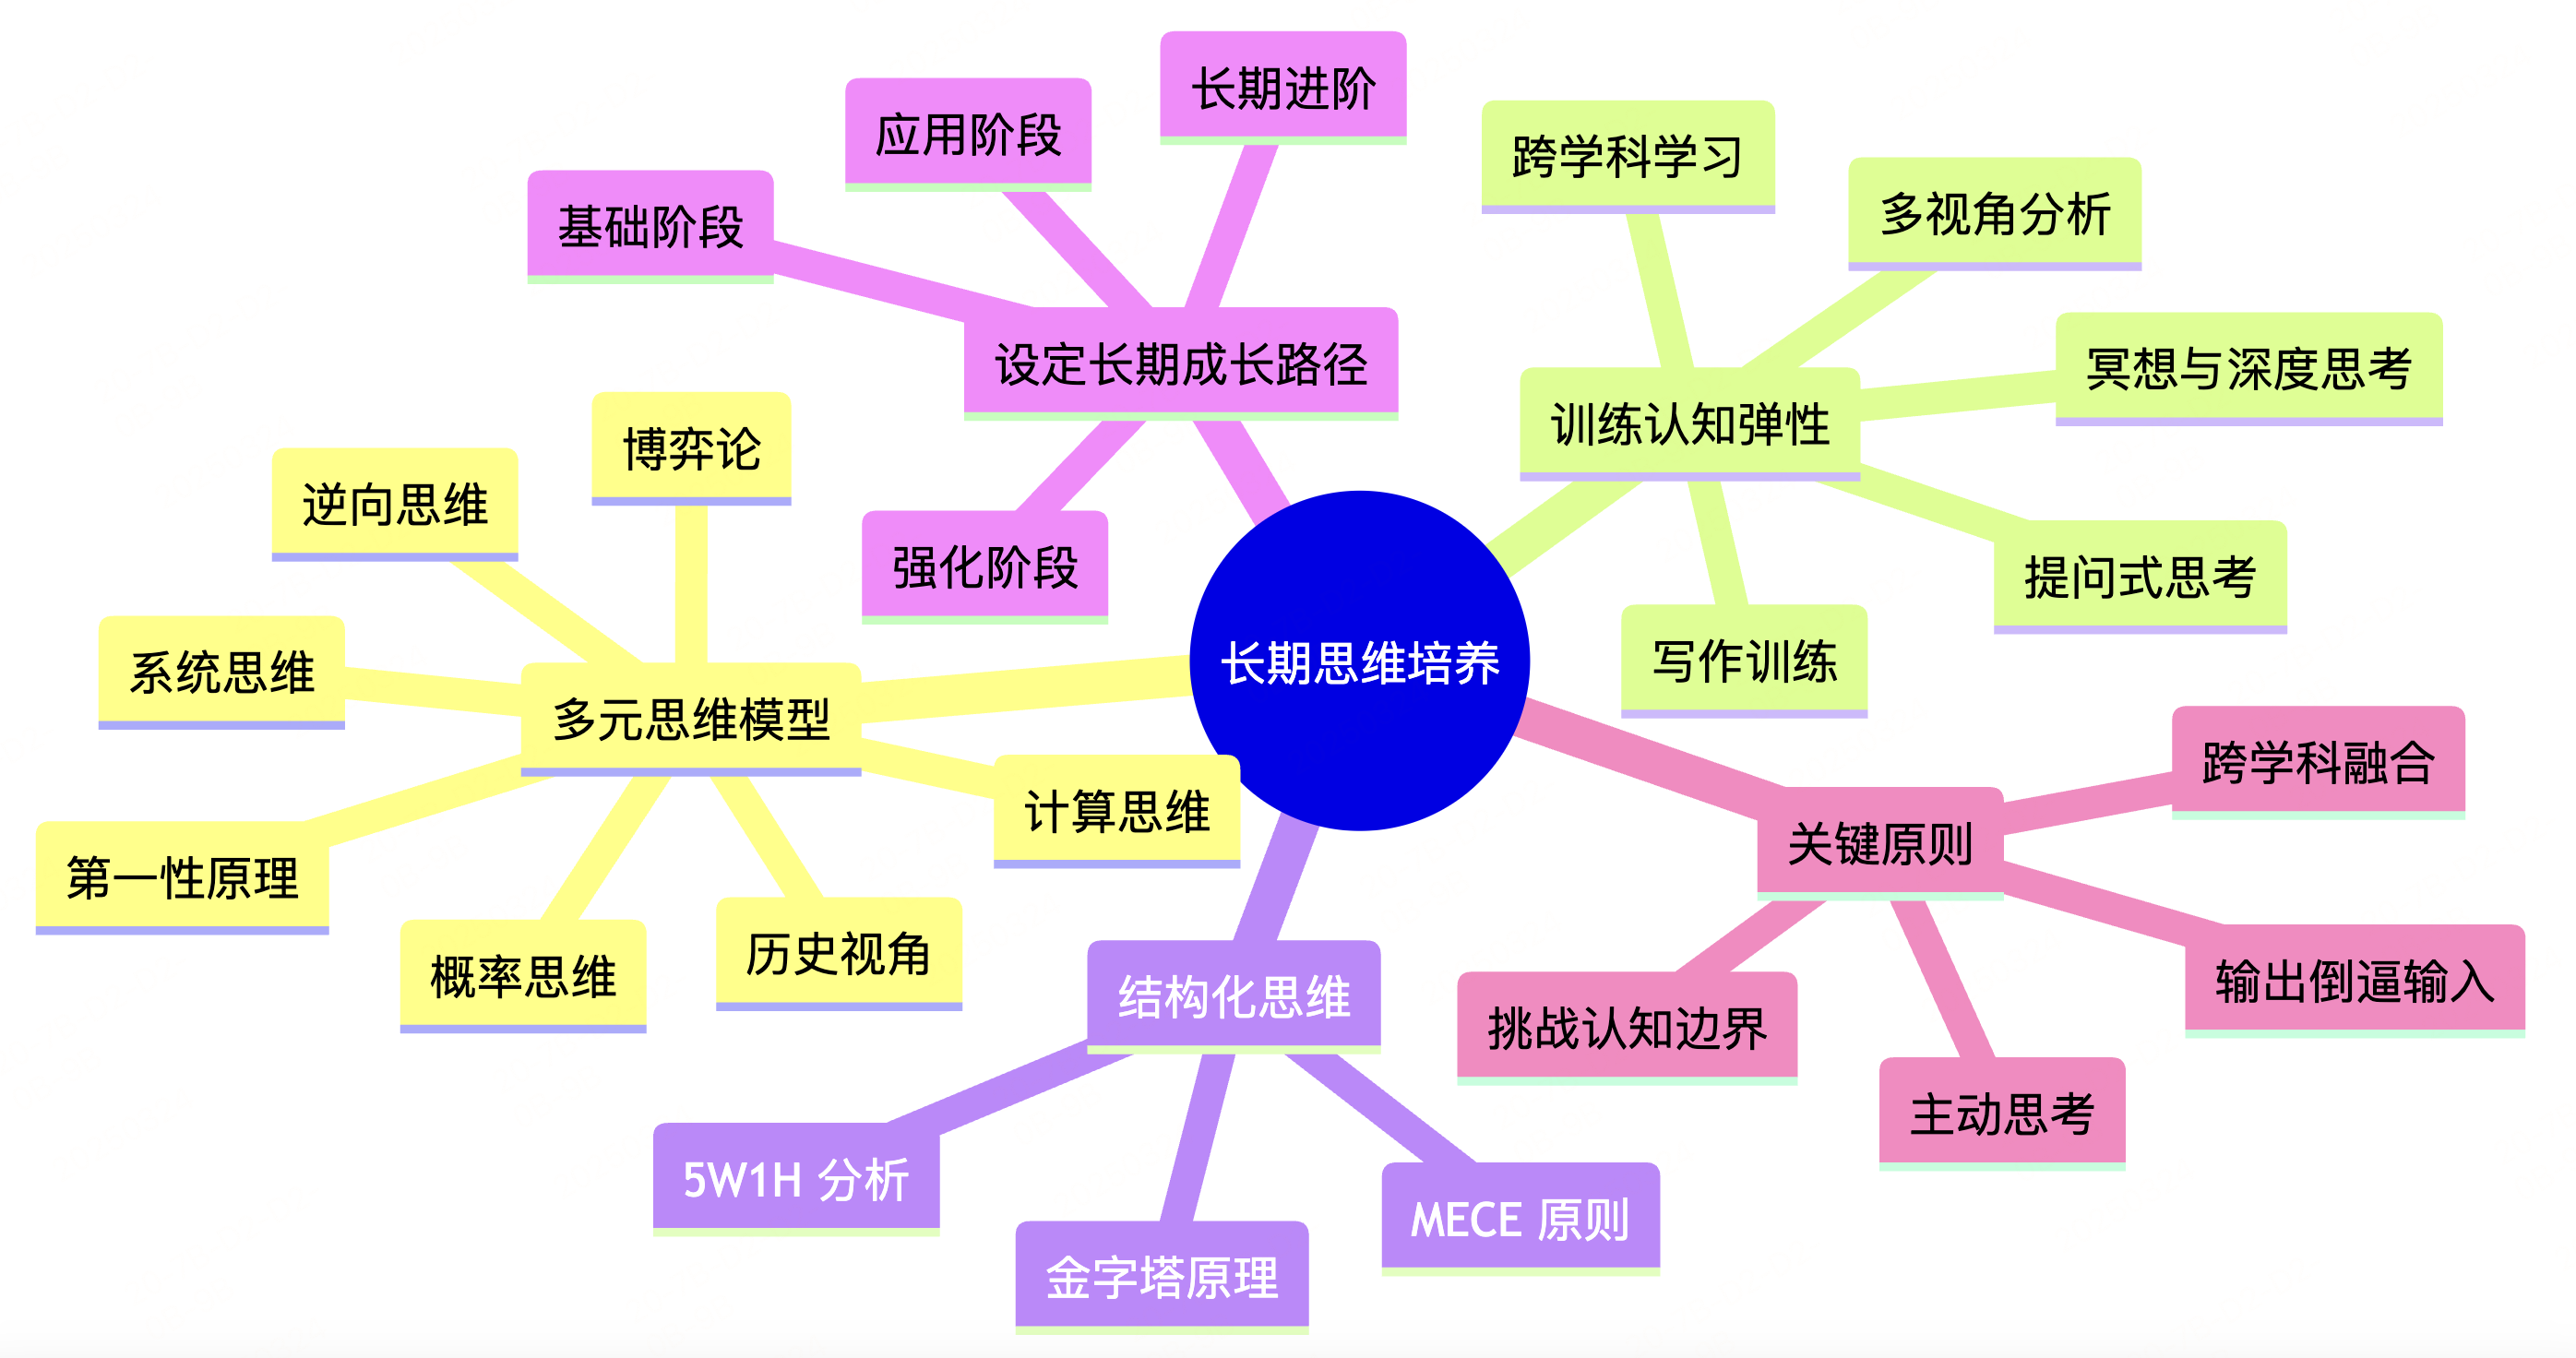 长期进阶
应用阶段
基础阶段
设定长期成长路径
强化阶段
跨学科学习
多视角分析
冥想与深度思考
训练认知弹性
提问式思考
写作训练
博弈论
逆向思维
系统思维
多元思维模型
第一性原理
概率思维
历史视角
计算思维
长期思维培养
跨学科融合
关键原则
输出倒逼输入
挑战认知边界
主动思考
结构化思维
5W1H 分析
金字塔原理
MECE 原则